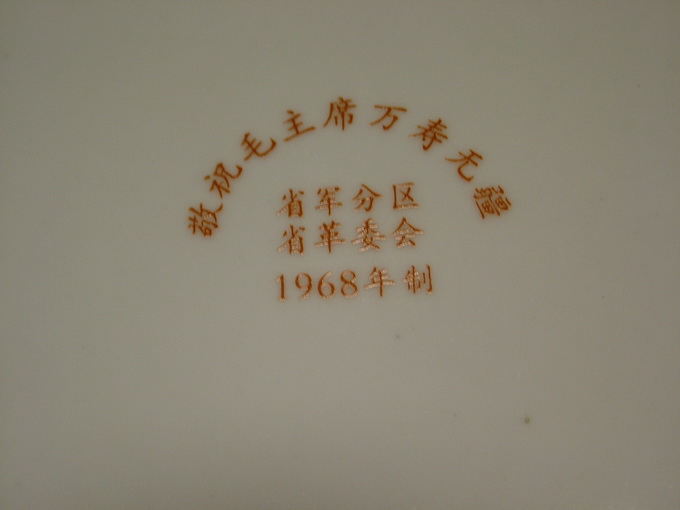 敬祝毛主席万寿无疆
省军分区
省革委会
1968年制